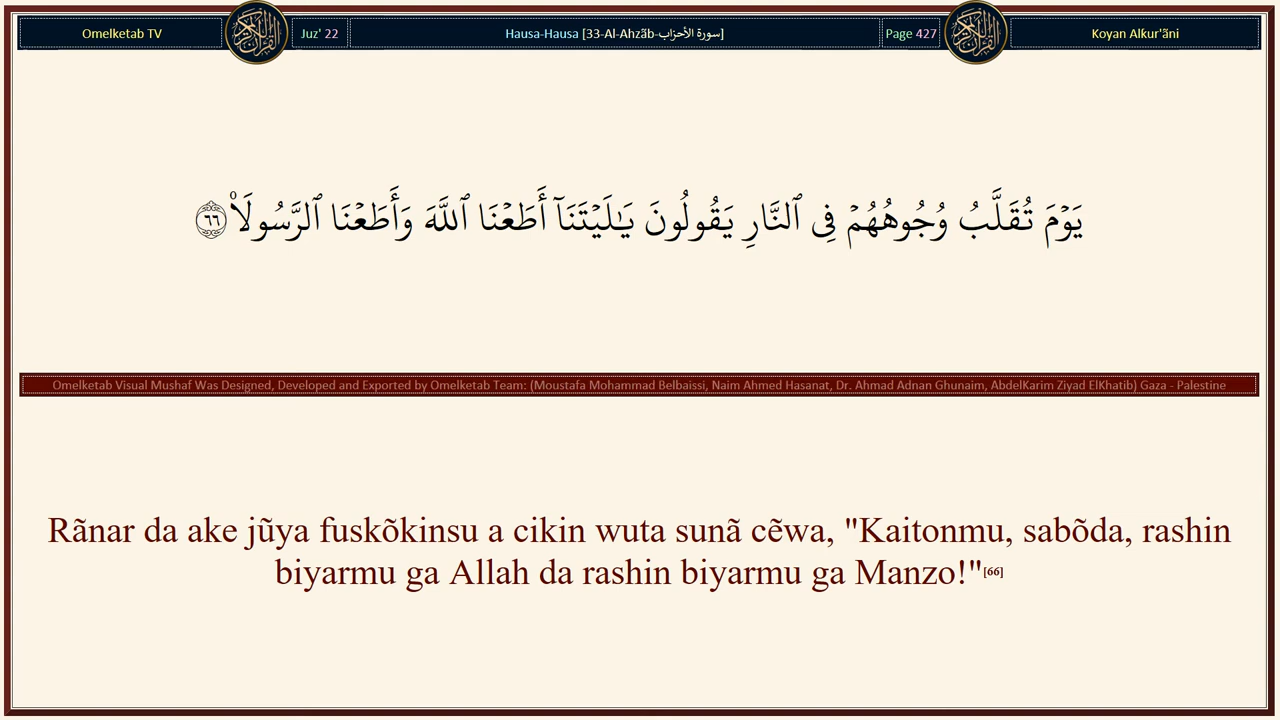 Omelketab TV
Juz' 22
Hausa-Hausa [33-Al-Ahzãb-سورة الأحزاب]
Page 427
Koyan Alƙur'ãni
يَوْمَ تُقَلَّبُ وُجُوهُهُمْ فِى ٱلنَّارِ يَقُولُونَ يَـٰلَيْتَنَآ أَطَعْنَا ٱللَّهَ وَأَطَعْنَا ٱلرَّسُولَا۠ ٦٦
Omelketab Visual Mushaf Was Designed, Developed and Exported by Omelketab Team: (Moustafa Mohammad Belbaissi, Naim Ahmed Hasanat, Dr. Ahmad Adnan Ghunaim, AbdelKarim Ziyad ElKhatib) Gaza - Palestine
Rãnar da ake jũya fuskõkinsu a cikin wuta sunã cẽwa, "Kaitonmu, sabõda, rashin
biyarmu ga Allah da rashin biyarmu ga Manzo!"[66]